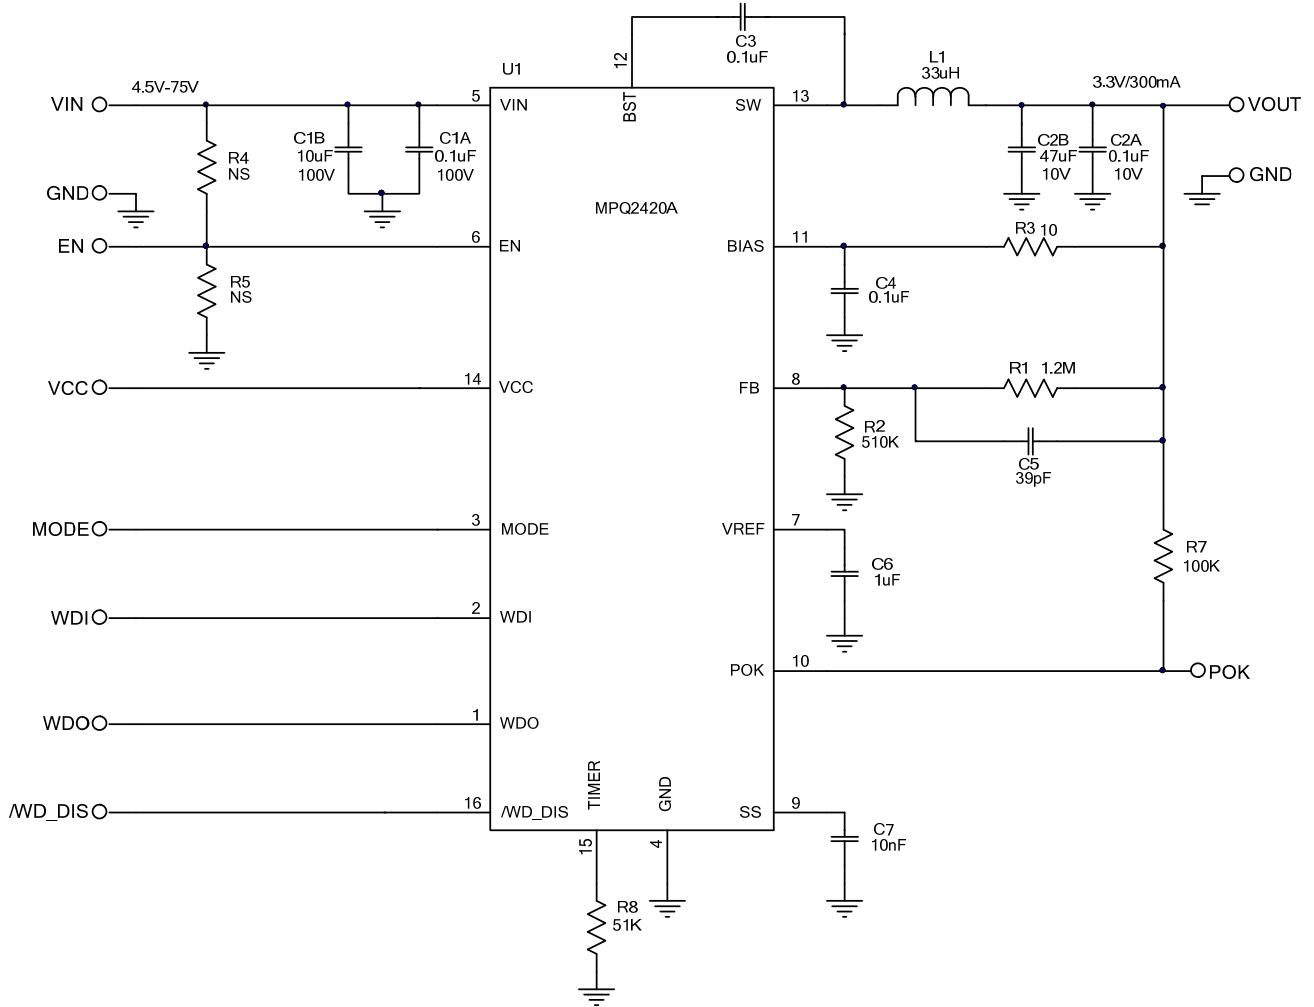 C3
0.1uF
12
U1
BST
4.5V-75V
VIN
5
VIN
SW
13
L1
33uH
3.3V/300mA
VOUT
C1B
10uF
100V
C1A
0.1uF
100V
R4
NS
C2B
47uF
10V
C2A
0.1uF
10V
GND
GND
MPQ2420A
EN
6
EN
BIAS
11
R3 10
R5
NS
C4
0.1uF
VCC
14
VCC
FB
8
R1 1.2M
R2
510K
C5
39pF
MODE
3
MODE
VREF
7
C6
1uF
R7
100K
WDI
2
WDI
POK
10
POK
WDO
1
WDO
TIMER
GND
/WD_DIS
16
/WD_DIS
SS
9
C7
10nF
15
4
R8
51K